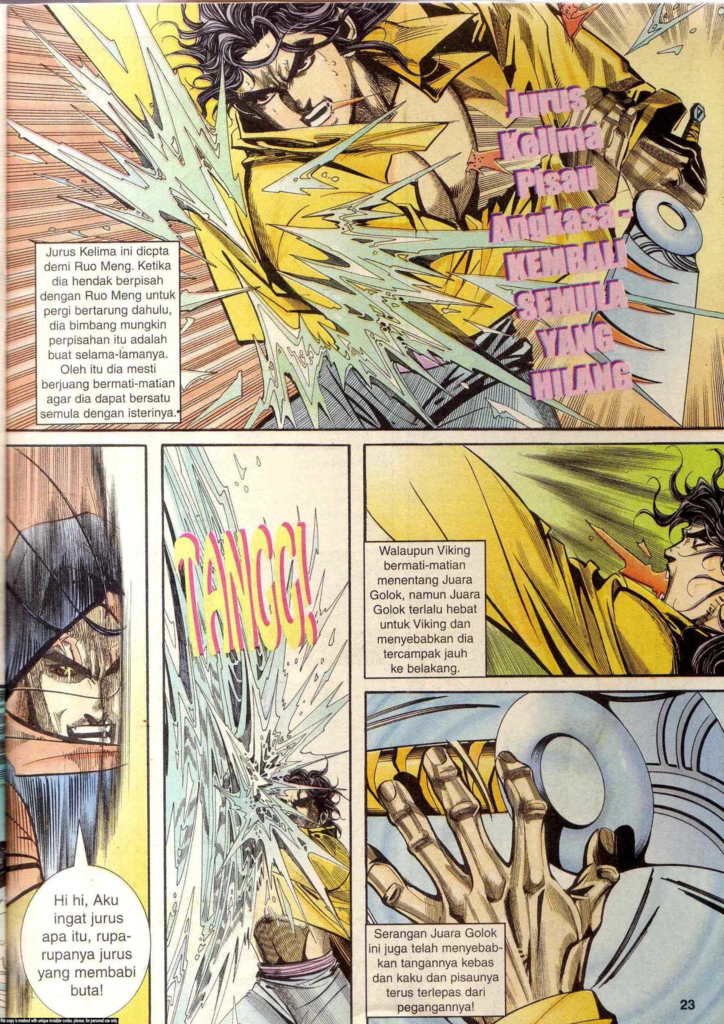 Jurus
Kelima
Pisau
Angkasa -
KEMBALI
SEMULA
YANG
HILANG
Jurus Kelima ini dicpta
demi Ruo Meng. Ketika
dia hendak berpisah
dengan Ruo Meng untuk
pergi bertarung dahulu,
dia bimbang mungkin
perpisahan itu adalah
buat selama-lamanya.
Oleh itu dia mesti
berjuang bermati-matian
agar dia dapat bersatu
semula dengan isterinya.
Hi hi, Aku
ingat jurus
apa itu, rupa-
rupanya jurus
yang membabi
buta!
TANGG!
Walaupun Viking
bermati-matian
menentang Juara
Golok, namun Juara
Golok terlalu hebat
untuk Viking dan
menyebabkan dia
tercampak jauh
ke belakang.
Serangan Juara Golok
ini juga telah menyebab-
kan tangannya kebas
dan kaku dan pisaunya
terus terlepas dari
pegangannya!
23